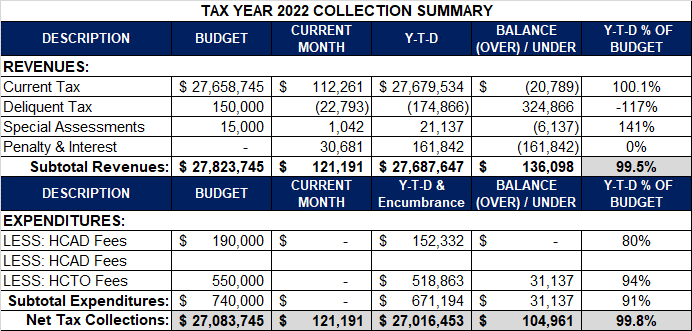 TAX YEAR 2022 COLLECTION SUMMARY
DESCRIPTION BUDGET CURRENT MONTH Y-T-D BALANCE (OVER) / UNDER Y-T-D % OF BUDGET
REVENUES:
Current Tax $ 27,658,745 $ 112,261 $ 27,679,534 $ (20,789) 100.1%
Deliquent Tax 150,000 (22,793) (174,866) 324,866 -117%
Special Assessments 15,000 1,042 21,137 (6,137) 141%
Penalty & Interest - 30,681 161,842 (161,842) 0%
Subtotal Revenues: $ 27,823,745 $ 121,191 $ 27,687,647 $ 136,098 99.5%
DESCRIPTION BUDGET CURRENT MONTH Y-T-D & Encumbrance BALANCE (OVER) / UNDER Y-T-D % OF BUDGET
EXPENDITURES:
LESS: HCAD Fees $ 190,000 $ - $ 152,332 $ - 80%
LESS: HCAD Fees
LESS: HCTO Fees 550,000 - 518,863 31,137 94%
Subtotal Expenditures: $ 740,000 $ - $ 671,194 $ 31,137 91%
Net Tax Collections: $ 27,083,745 $ 121,191 $ 27,016,453 $ 104,961 99.8%